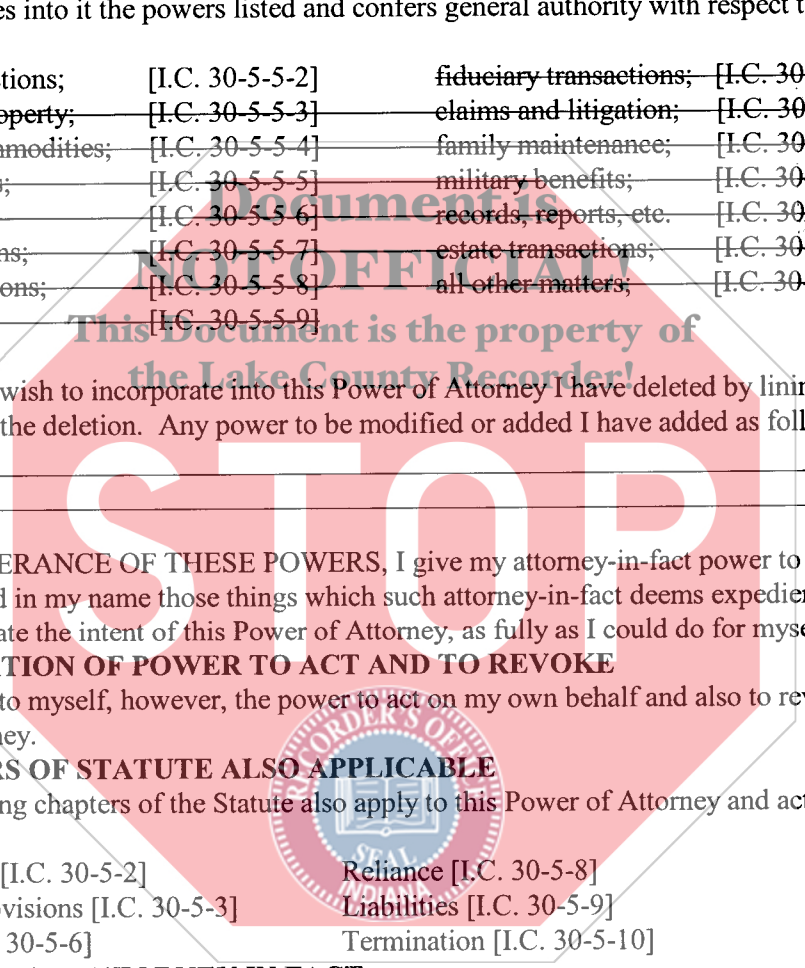 es into it the powers listed and confers general authority with respect t
tions; [I.C. 30-5-5-2] fiduciary transactions; [I.C. 30
operty; [I.C. 30-5-5-3] claims and litigation; [I.C. 30
mmodities; [I.C. 30-5-5-4] family maintenance; [I.C. 30
s; [I.C. 30-5-5-5] military benefits; [I.C. 30
[I.C. 30-5-5-6] records, reports, etc. [I.C. 30
ns; [I.C. 30-5-5-7] estate transactions; [I.C. 30
ons; [I.C. 30-5-5-8] all other matters; [I.C. 30-
[I.C. 30-5-5-9]
Document is
NOT OFFICIAL!
This Document is the property of
the Lake County Recorder!
wish to incorporate into this Power of Attorney I have deleted by linin
the deletion. Any power to be modified or added I have added as foll
STOP
ERANCE OF THESE POWERS, I give my attorney-in-fact power to
d in my name those things which such attorney-in-fact deems expedien
ate the intent of this Power of Attorney, as fully as I could do for myse
TION OF POWER TO ACT AND TO REVOKE
to myself, however, the power to act on my own behalf and also to rev
ney.
RS OF STATUTE ALSO APPLICABLE
ng chapters of the Statute also apply to this Power of Attorney and act
RECORDER'S OFFICE
SEAL
INDIANA
[I.C. 30-5-2] Reliance [I.C. 30-5-8]
visions [I.C. 30-5-3] Liabilities [I.C. 30-5-9]
30-5-6] Termination [I.C. 30-5-10]